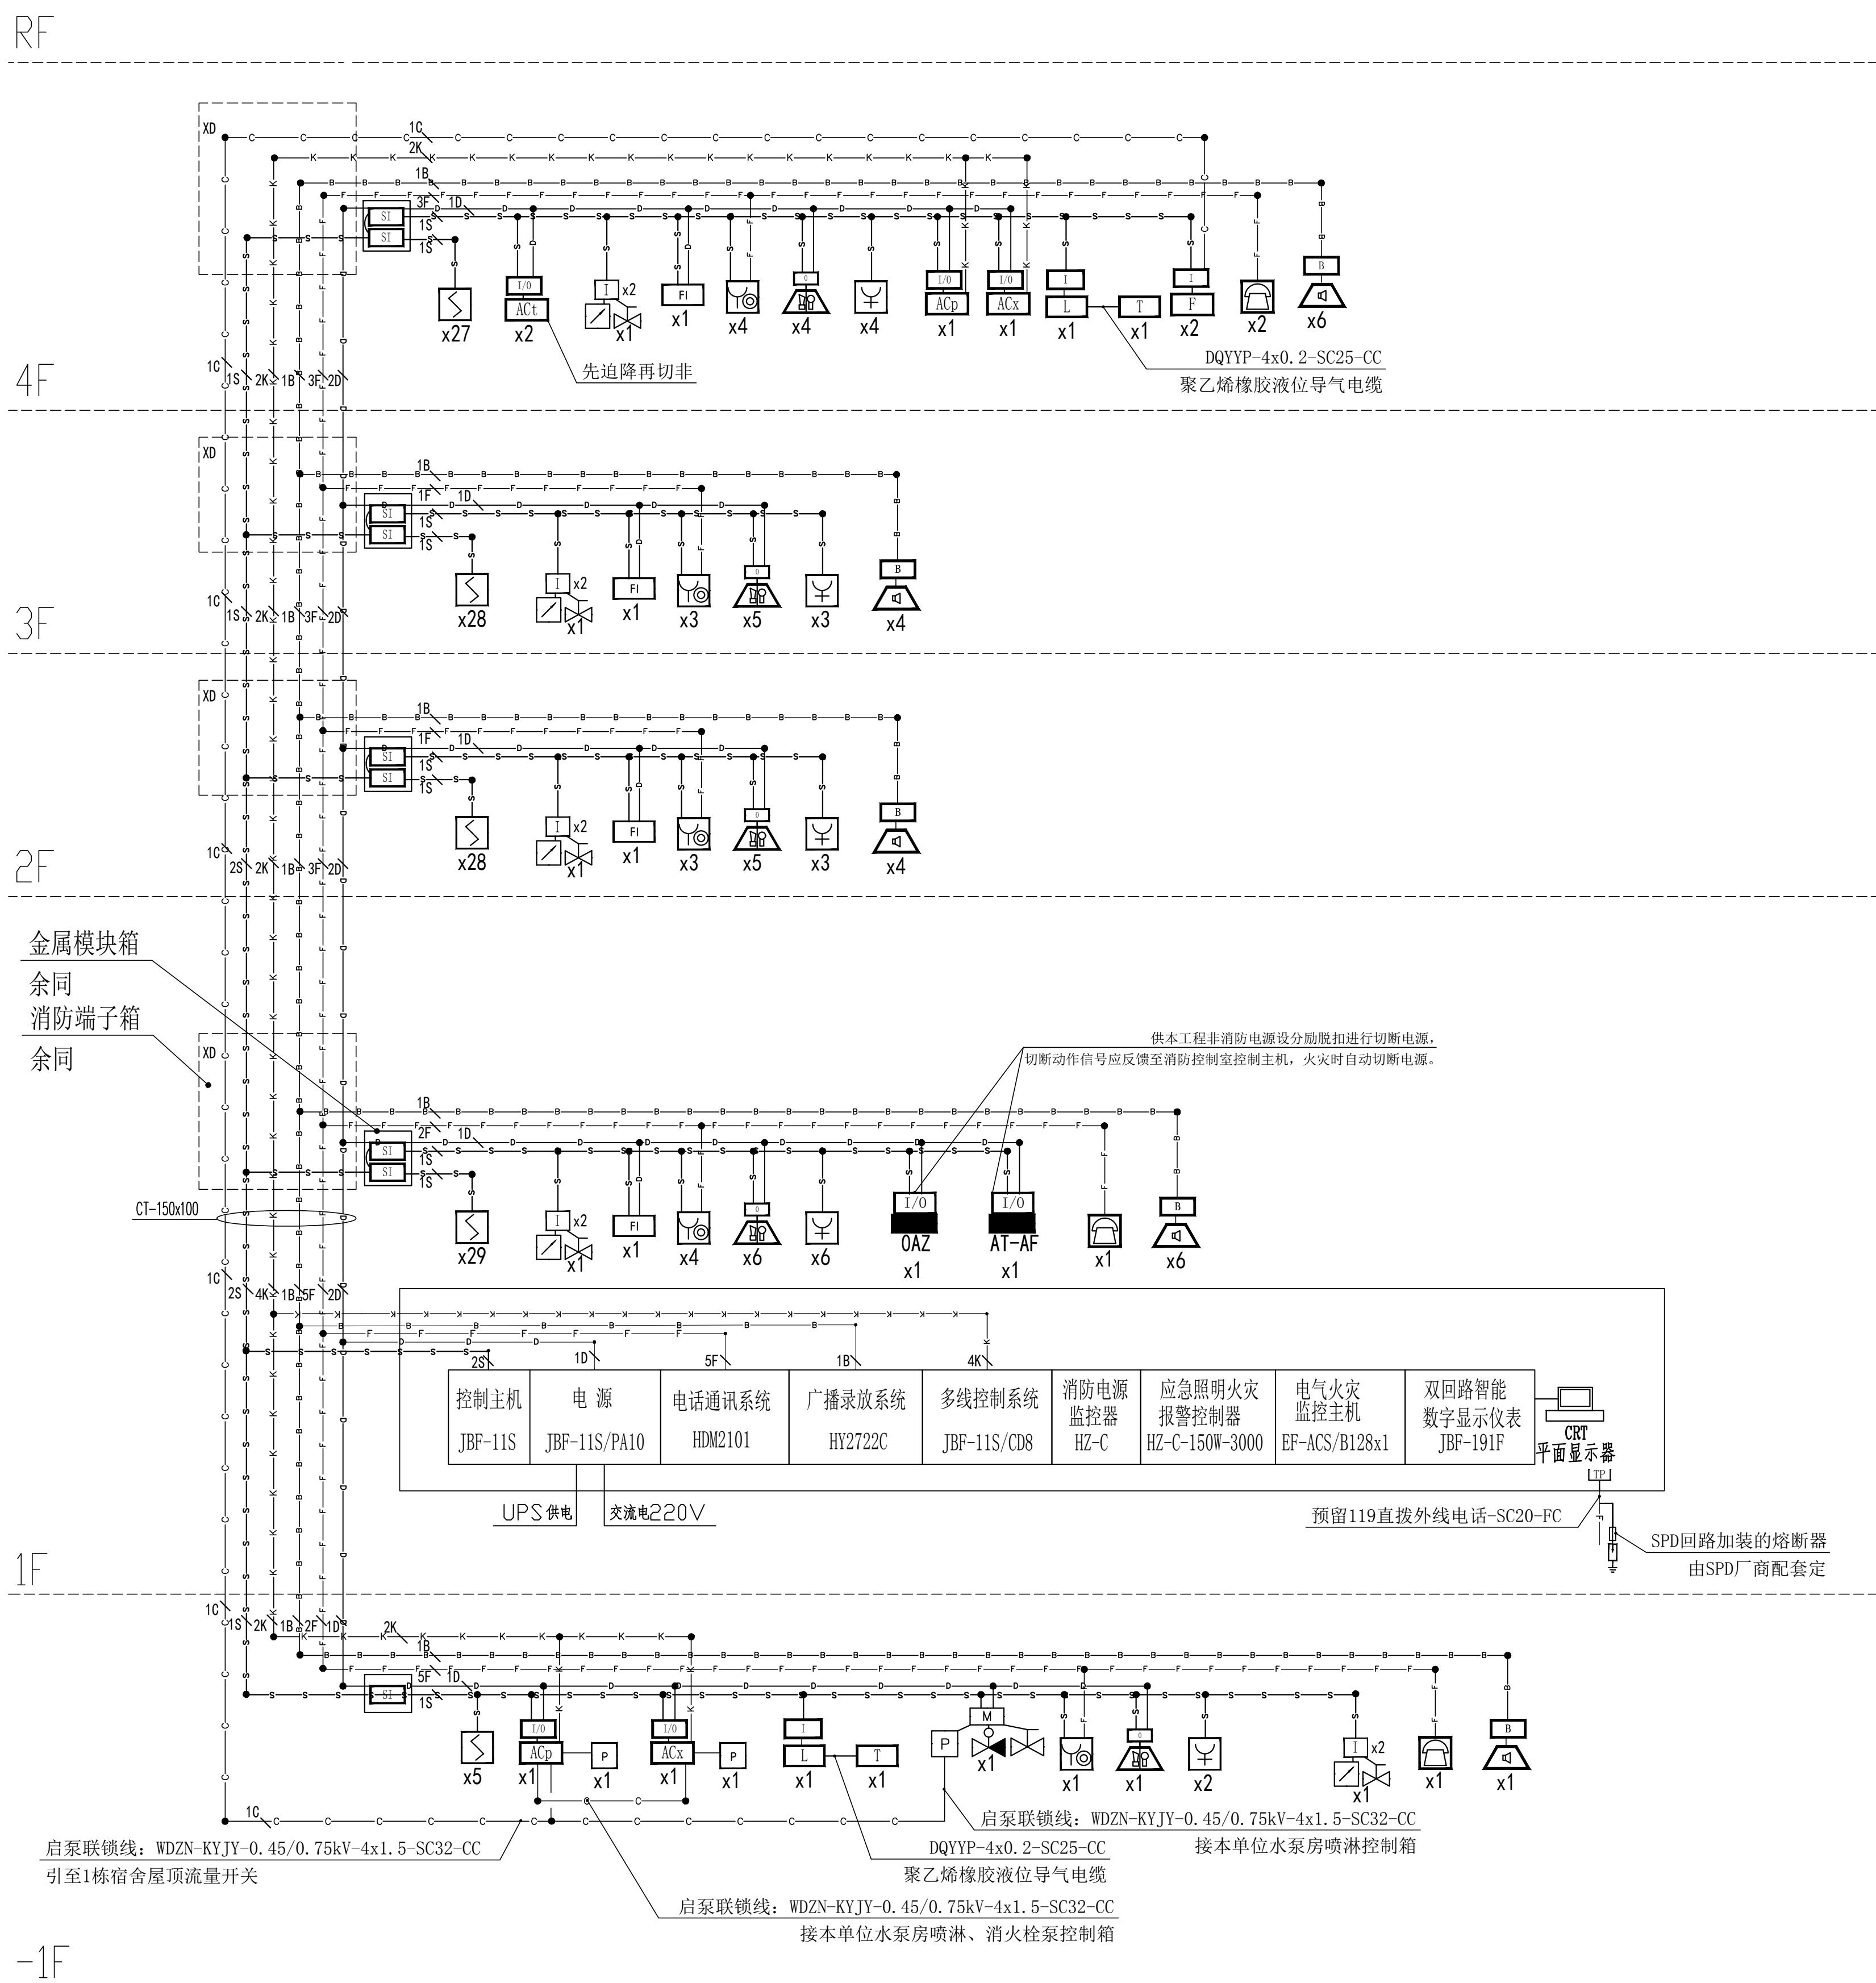 RF
XD
1C
2K
1B
3F 1D
1S
1S
SI
SI
I/O
ACt
I x2
FI
0
I/O
ACp
I/O
ACx
I
L
T
I
F
B
x27
x2
x1
x1
x4
x4
x4
x1
x1
x1
x1
x2
x2
x6
先迫降再切非
DQYYP-4x0.2-SC25-CC
聚乙烯橡胶液位导气电缆
1C 1S 2K 1B 3F 2D
4F
XD
1B
1F 1D
1S
1S
SI
SI
I x2
FI
0
B
x28
x1
x1
x3
x5
x3
x4
1C 1S 2K 1B 3F 2D
3F
XD
1B
1F 1D
1S
1S
SI
SI
I x2
FI
0
B
x28
x1
x1
x3
x5
x3
x4
1C 2S 2K 1B 3F 2D
2F
金属模块箱
余同
消防端子箱
余同
供本工程非消防电源设分励脱扣进行切断电源,
切断动作信号应反馈至消防控制室控制主机, 火灾时自动切断电源。
XD
1B
2F 1D
1S
1S
SI
SI
CT-150x100
I x2
FI
0
I/O
OAZ
I/O
AT-AF
B
x29
x1
x1
x4
x6
x6
x1
x1
x1
x6
1C 2S 4K 1B 5F 2D
2S
1D
5F
1B
4K
控制主机
JBF-11S
电 源
JBF-11S/PA10
电话通讯系统
HDM2101
广播录放系统
HY2722C
多线控制系统
JBF-11S/CD8
消防电源
监控器
HZ-C
应急照明火灾
报警控制器
HZ-C-150W-3000
电气火灾
监控主机
EF-ACS/B128x1
双回路智能
数字显示仪表
JBF-191F
CRT
平面显示器
TP
UPS供电
交流电220V
预留119直拨外线电话-SC20-FC
SPD回路加装的熔断器
由SPD厂商配套定
1F
1C 1S 2K 1B 2F 1D
2K
1B
5F 1D
1S
SI
I/O
ACp
P
I/O
ACx
P
I
L
T
P
M
0
I x2
B
x5
x1
x1
x1
x1
x1
x1
x1
x1
x1
x2
x1
x1
x1
1C
启泵联锁线: WDZN-KYJY-0.45/0.75kV-4x1.5-SC32-CC
引至1栋宿舍屋顶流量开关
启泵联锁线: WDZN-KYJY-0.45/0.75kV-4x1.5-SC32-CC
接本单位水泵房喷淋控制箱
DQYYP-4x0.2-SC25-CC
聚乙烯橡胶液位导气电缆
启泵联锁线: WDZN-KYJY-0.45/0.75kV-4x1.5-SC32-CC
接本单位水泵房喷淋、消火栓泵控制箱
-1F